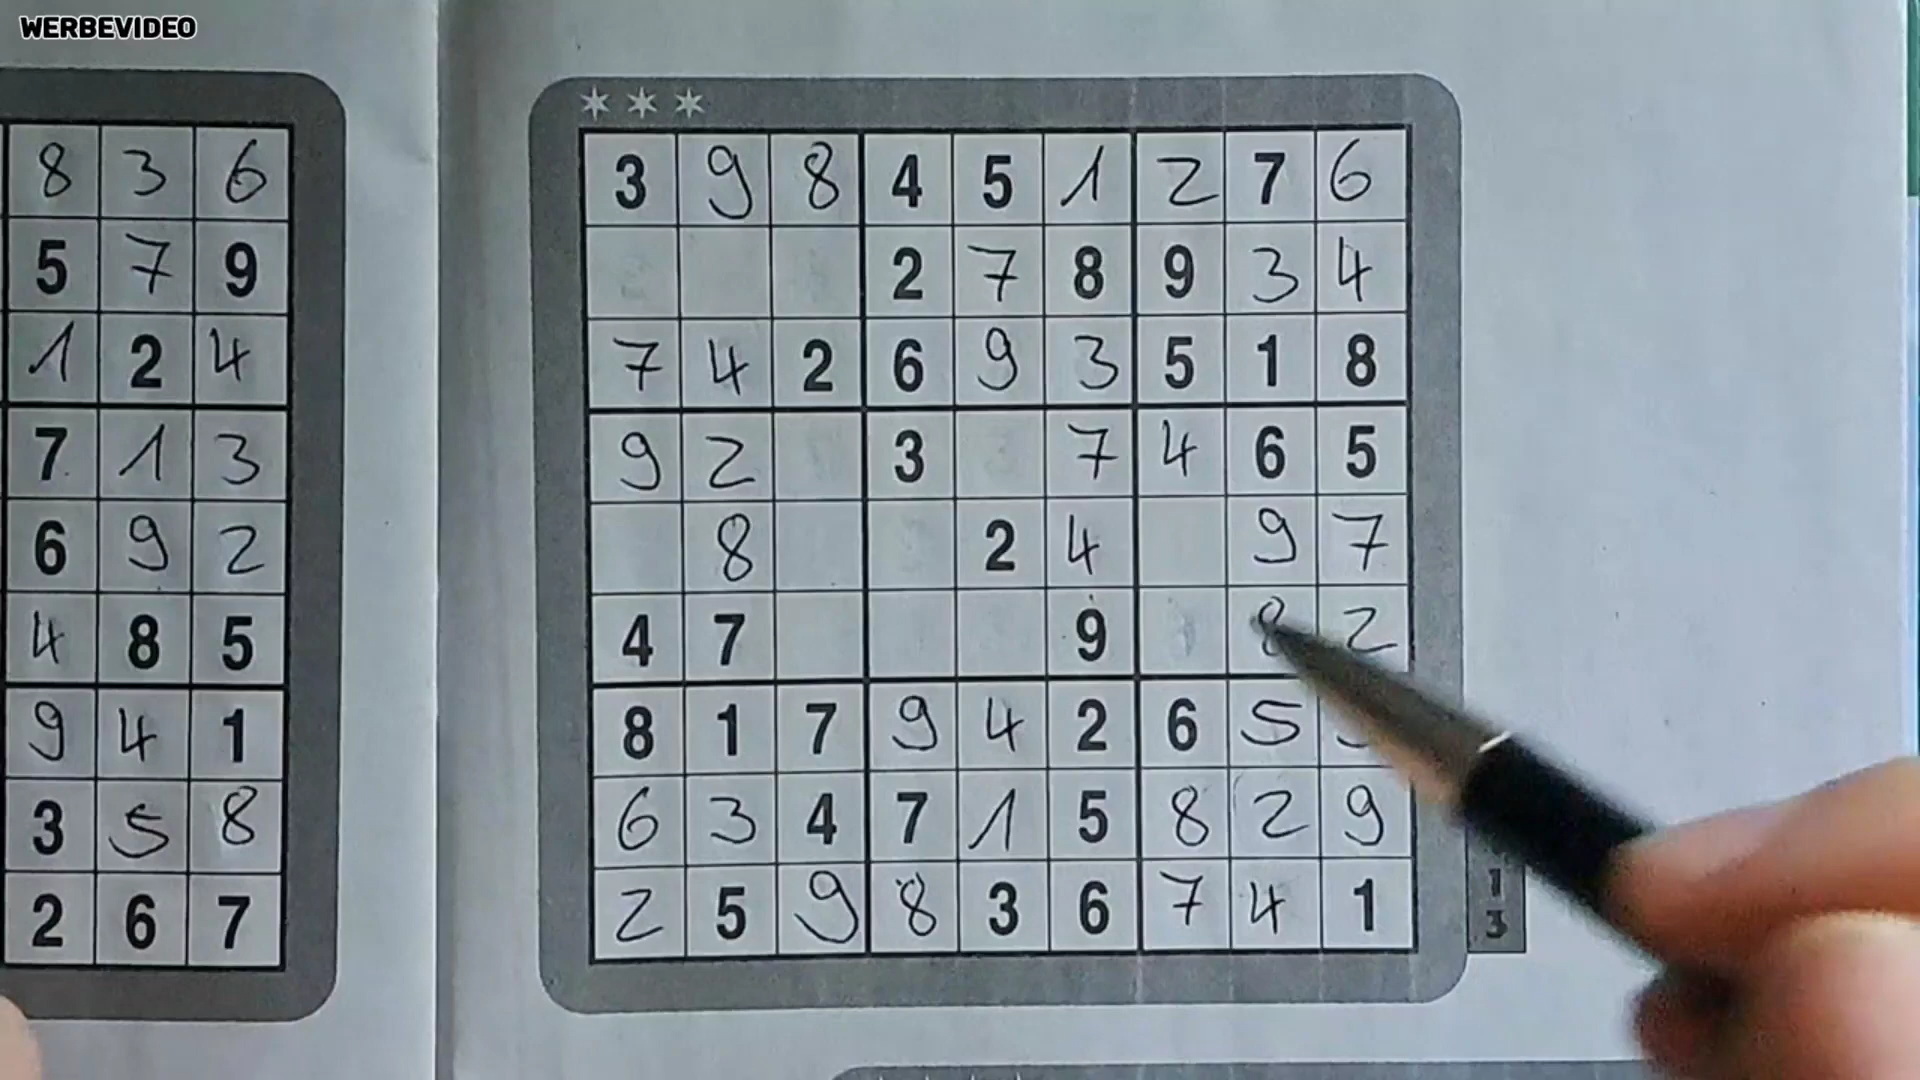 WERBEVIDEO
8 3 6
5 7 9
1 2 4
7 1 3
6 9 2
4 8 5
9 4 1
3 5 8
2 6 7
3 9 8 4 5 1 2 7 6
2 7 8 9 3 4
7 4 2 6 9 3 5 1 8
9 2 3 7 4 6 5
8 2 4 9 7
4 7 9 8 2
8 1 7 9 4 2 6 5
6 3 4 7 1 5 8 2 9
2 5 9 8 3 6 7 4 1
1
3